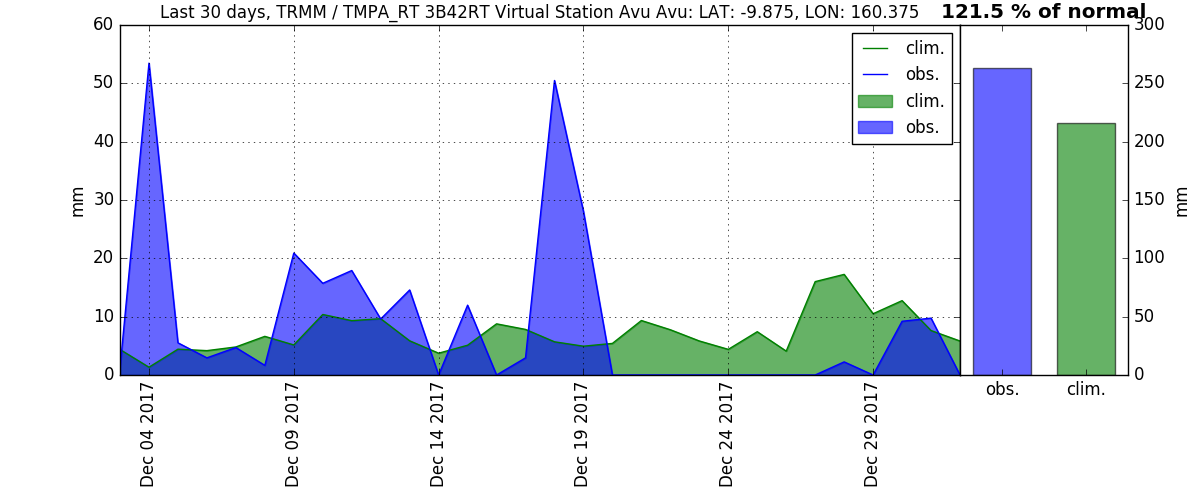 Last 30 days, TRMM / TMPA_RT 3B42RT Virtual Station Avu Avu: LAT: -9.875, LON: 160.375
121.5 % of normal
60
50
40
30
20
10
0
mm
clim.
obs.
clim.
obs.
Dec 04 2017
Dec 09 2017
Dec 14 2017
Dec 19 2017
Dec 24 2017
Dec 29 2017
300
250
200
150
100
50
0
mm
obs.
clim.